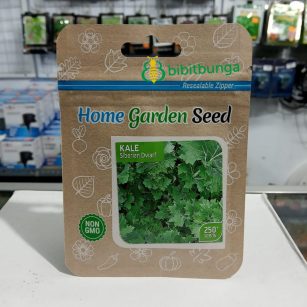 bibitbunga
Resealable Zipper
Home Garden Seed
KALE
Siberian Dwarf
NON
GMO
250+